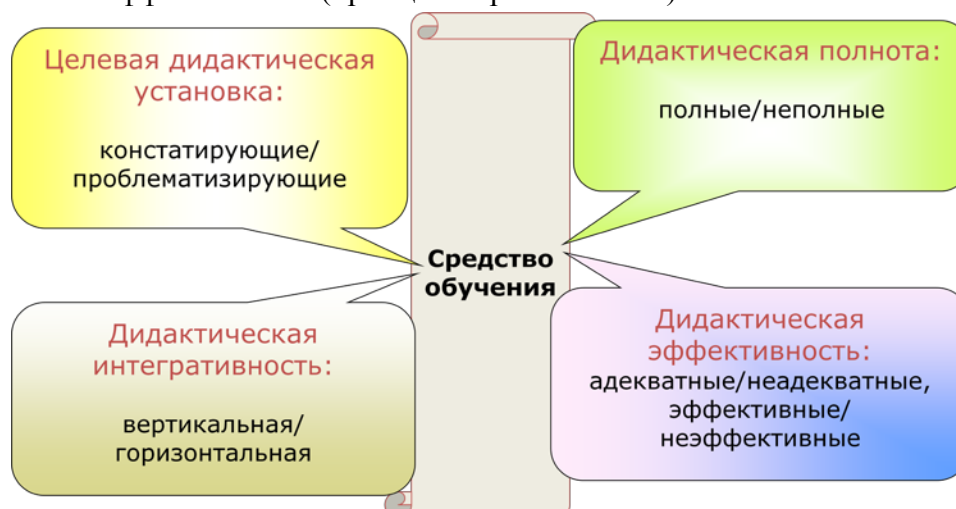 Целевая дидактическая
установка:
констатирующие/
проблематизирующие
Дидактическая полнота:
полные/неполные
Средство
обучения
Дидактическая
интегративность:
вертикальная/
горизонтальная
Дидактическая
эффективность:
адекватные/неадекватные,
эффективные/
неэффективные